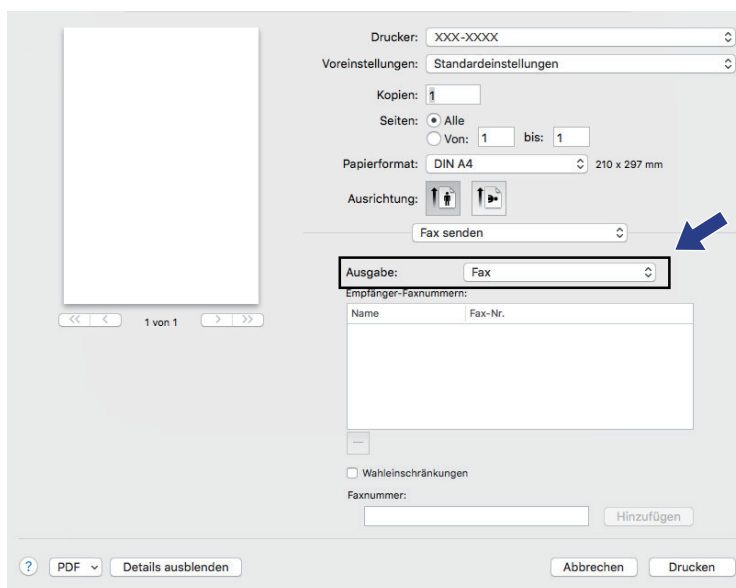 Drucker: XXX-XXXX
Voreinstellungen: Standardeinstellungen
Kopien: 1
Seiten: Alle
Von: 1 bis: 1
Papierformat: DIN A4 210 x 297 mm
Ausrichtung:
Fax senden
Ausgabe: Fax
Empfänger-Faxnummern:
Name Fax-Nr.
1 von 1
Wahleinschränkungen
Faxnummer:
Hinzufügen
? PDF Details ausblenden Abbrechen Drucken